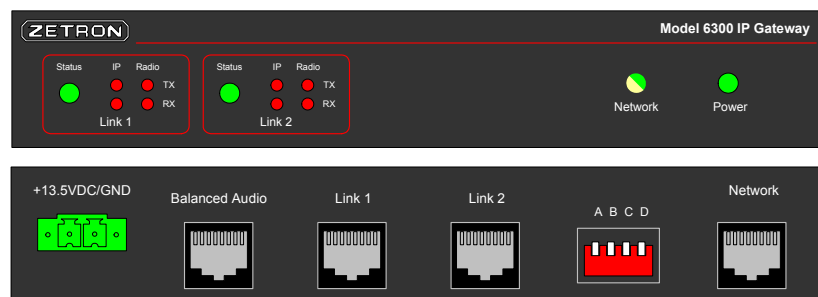 ZETRON
Model 6300 IP Gateway
Status IP Radio
TX
RX
Link 1
Status IP Radio
TX
RX
Link 2
Network
Power
+13.5VDC/GND
Balanced Audio
Link 1
Link 2
A B C D
Network